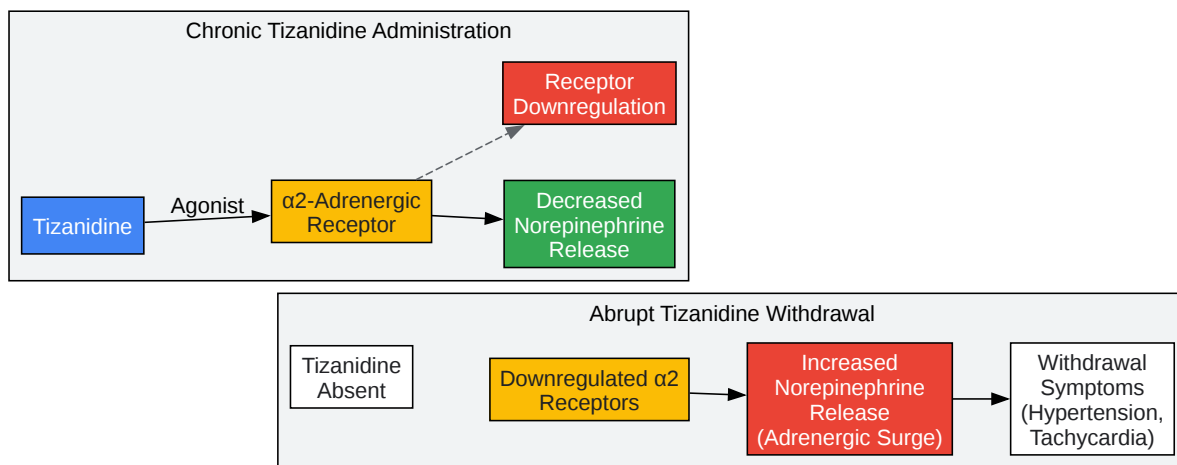 Chronic Tizanidine Administration
Receptor
Downregulation
Tizanidine
Agonist
α2-Adrenergic
Receptor
Decreased
Norepinephrine
Release
Abrupt Tizanidine Withdrawal
Tizanidine
Absent
Downregulated α2
Receptors
Increased
Norepinephrine
Release
(Adrenergic Surge)
Withdrawal
Symptoms
(Hypertension,
Tachycardia)